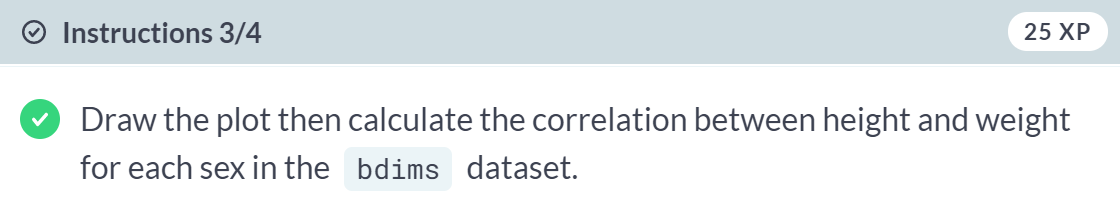 Instructions 3/4
25 XP
Draw the plot then calculate the correlation between height and weight
for each sex in the bdims dataset.